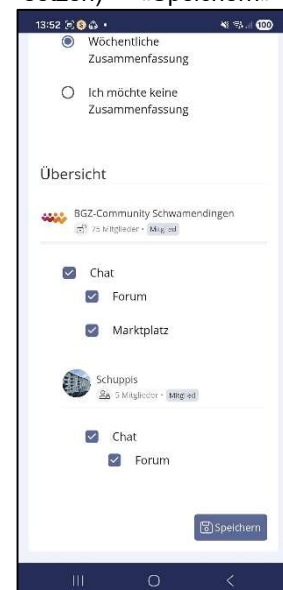 Setzen) "Speichern"
13:52
100
Wöchentliche
Zusammenfassung
Ich möchte keine
Zusammenfassung
Übersicht
BGZ-Community Schwamendingen
75 Mitglieder • Mitglied
Chat
Forum
Marktplatz
Schuppis
5 Mitglieder • Mitglied
Chat
Forum
Speichern